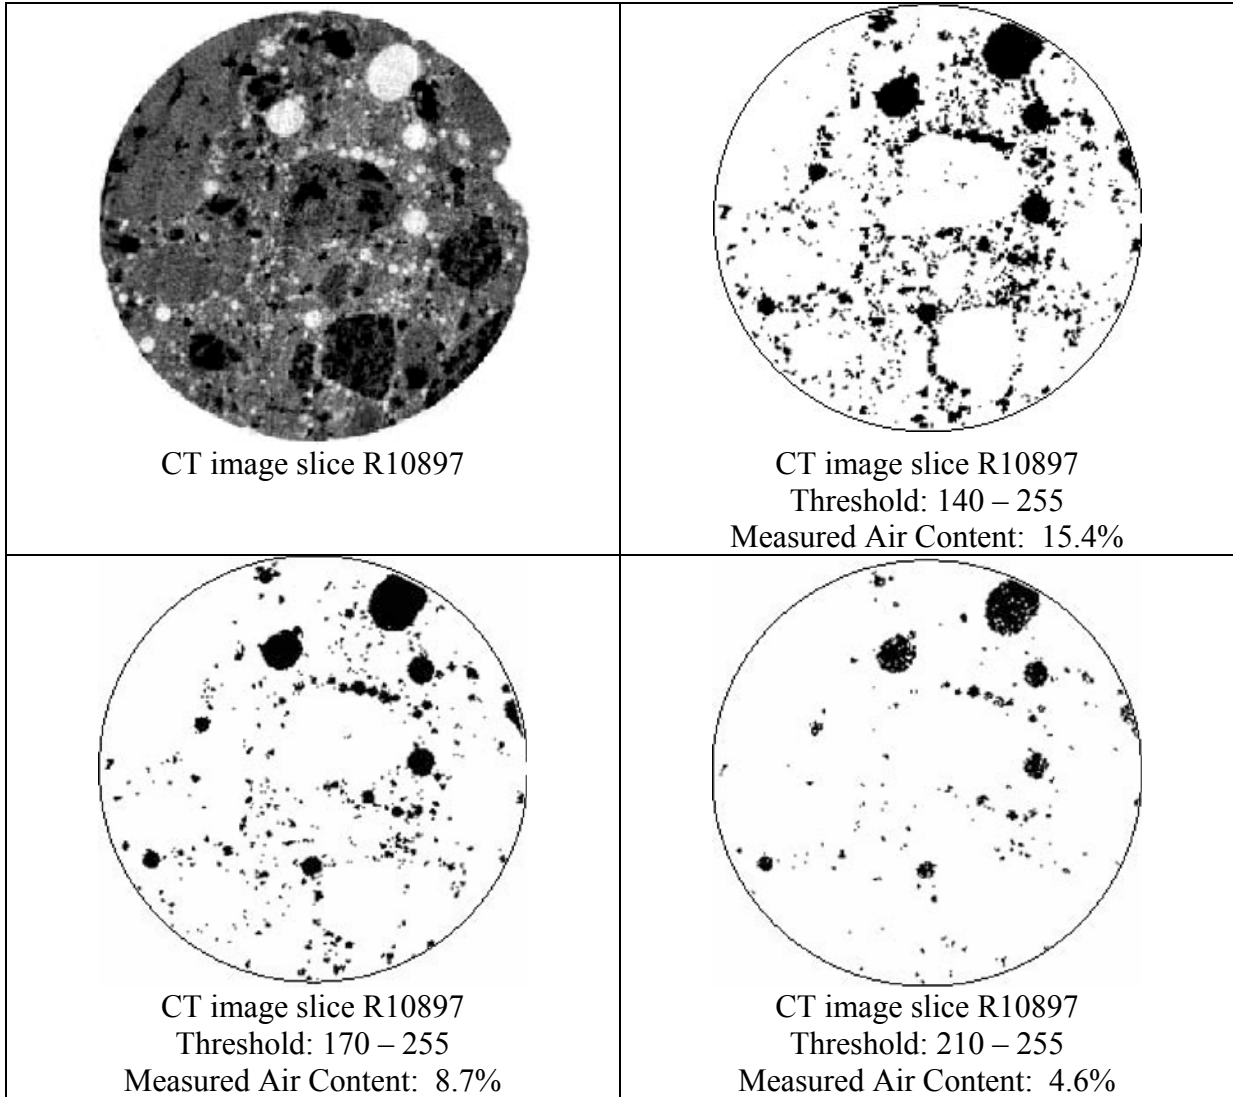 CT image slice R10897
CT image slice R10897
Threshold: 140 – 255
Measured Air Content: 15.4%
CT image slice R10897
Threshold: 170 – 255
Measured Air Content: 8.7%
CT image slice R10897
Threshold: 210 – 255
Measured Air Content: 4.6%